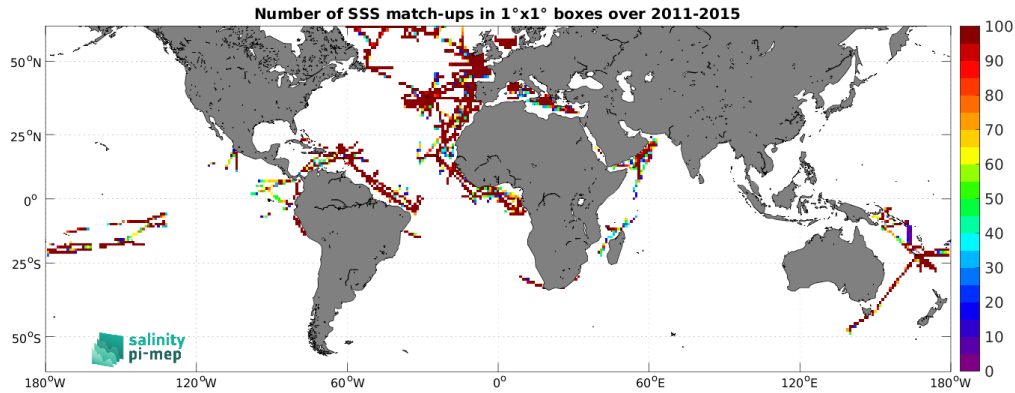 Number of SSS match-ups in 1°x1° boxes over 2011-2015
100
90
80
70
60
50
40
30
20
10
0
50°N
25°N
0°
25°S
50°S
salinity
pi-mep
180°W
120°W
60°W
0°
60°E
120°E
180°W